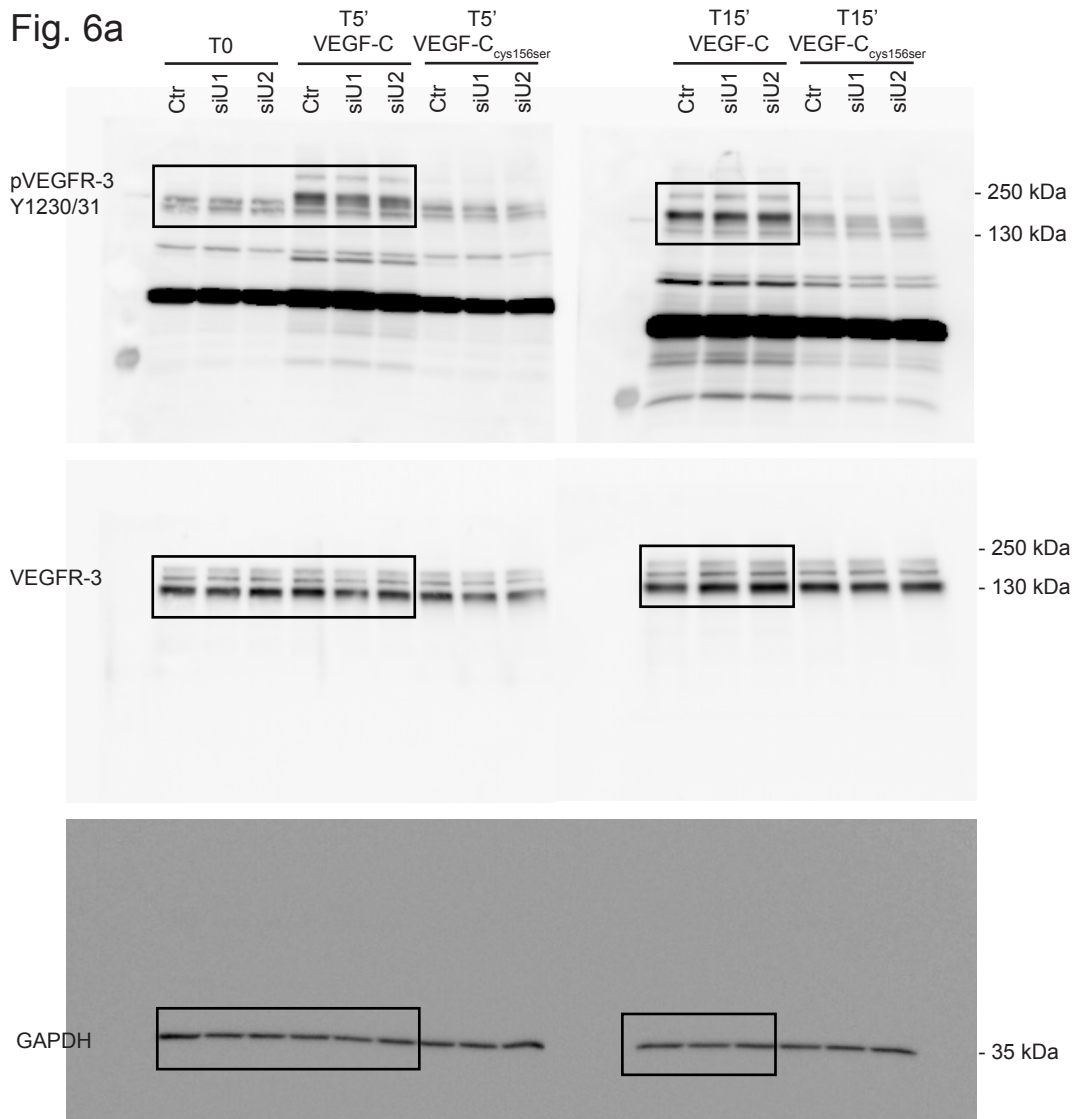 Fig. 6a
T0
T5'
VEGF-C
T5'
VEGF-Ccys156ser
T15'
VEGF-C
T15'
VEGF-Ccys156ser
Ctr siU1 siU2 Ctr siU1 siU2 Ctr siU1 siU2 Ctr siU1 siU2 Ctr siU1 siU2
pVEGFR-3
Y1230/31
- 250 kDa
- 130 kDa
VEGFR-3
- 250 kDa
- 130 kDa
GAPDH
- 35 kDa